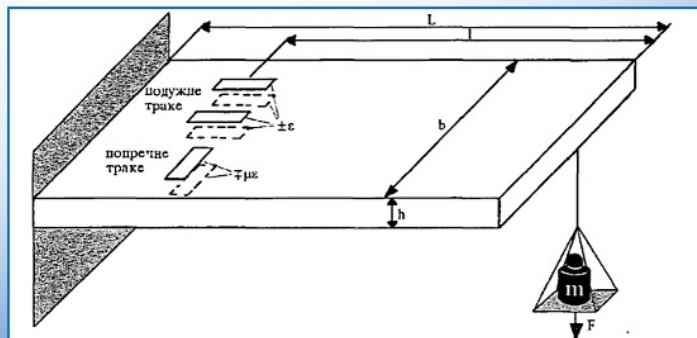 L
l
подужне
траке
b
±ε
попречне
траке
∓με
h
m
F